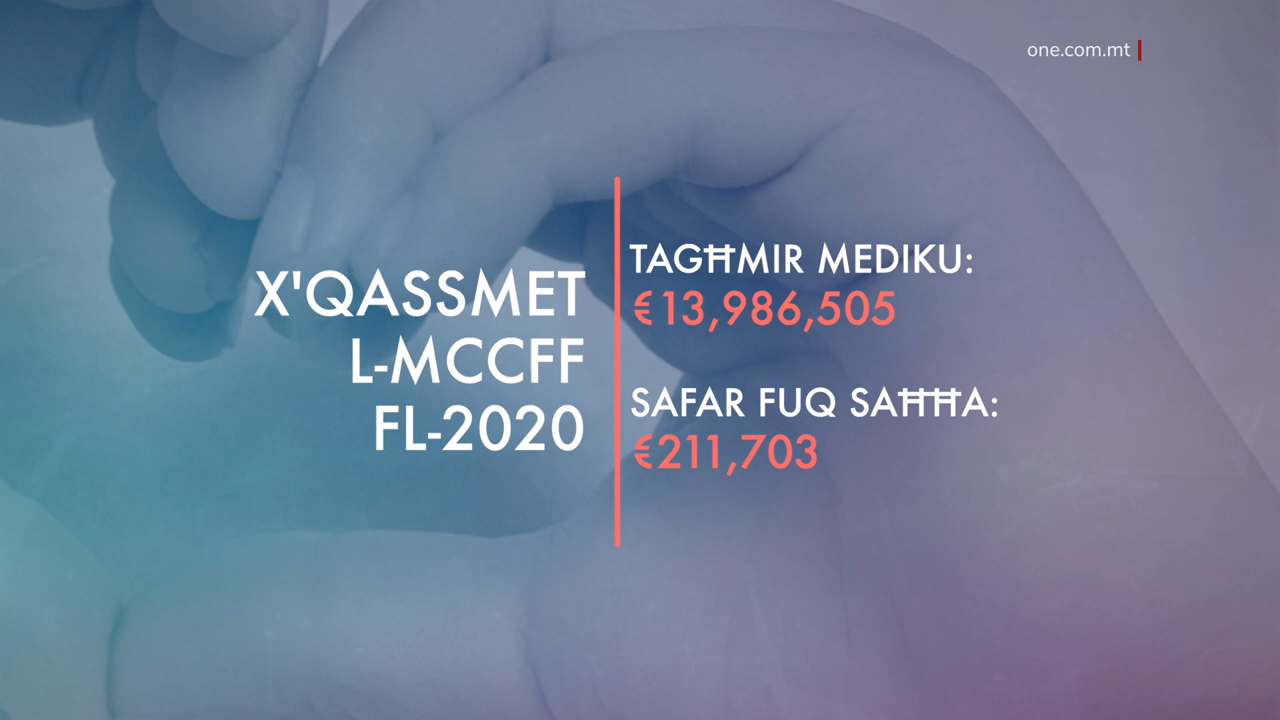 one.com.mt
X'QASSMET
L-MCCFF
FL-2020
TAGĦMIR MEDIKU:
€13,986,505
SAFAR FUQ SAĦĦA:
€211,703